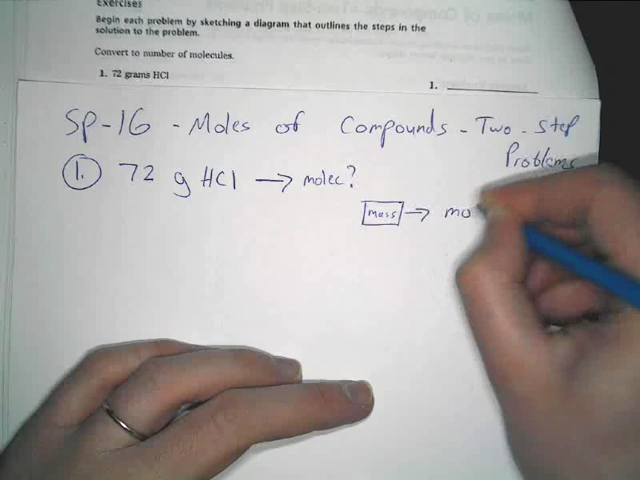 Exercises
Begin each problem by sketching a diagram that outlines the steps in the
solution to the problem.
Convert to number of molecules.
1. 72 grams HCl
1.
SP-16 - Moles of Compounds - Two - Step
Problems
1. 72 g HCl → molec?
mass → mo